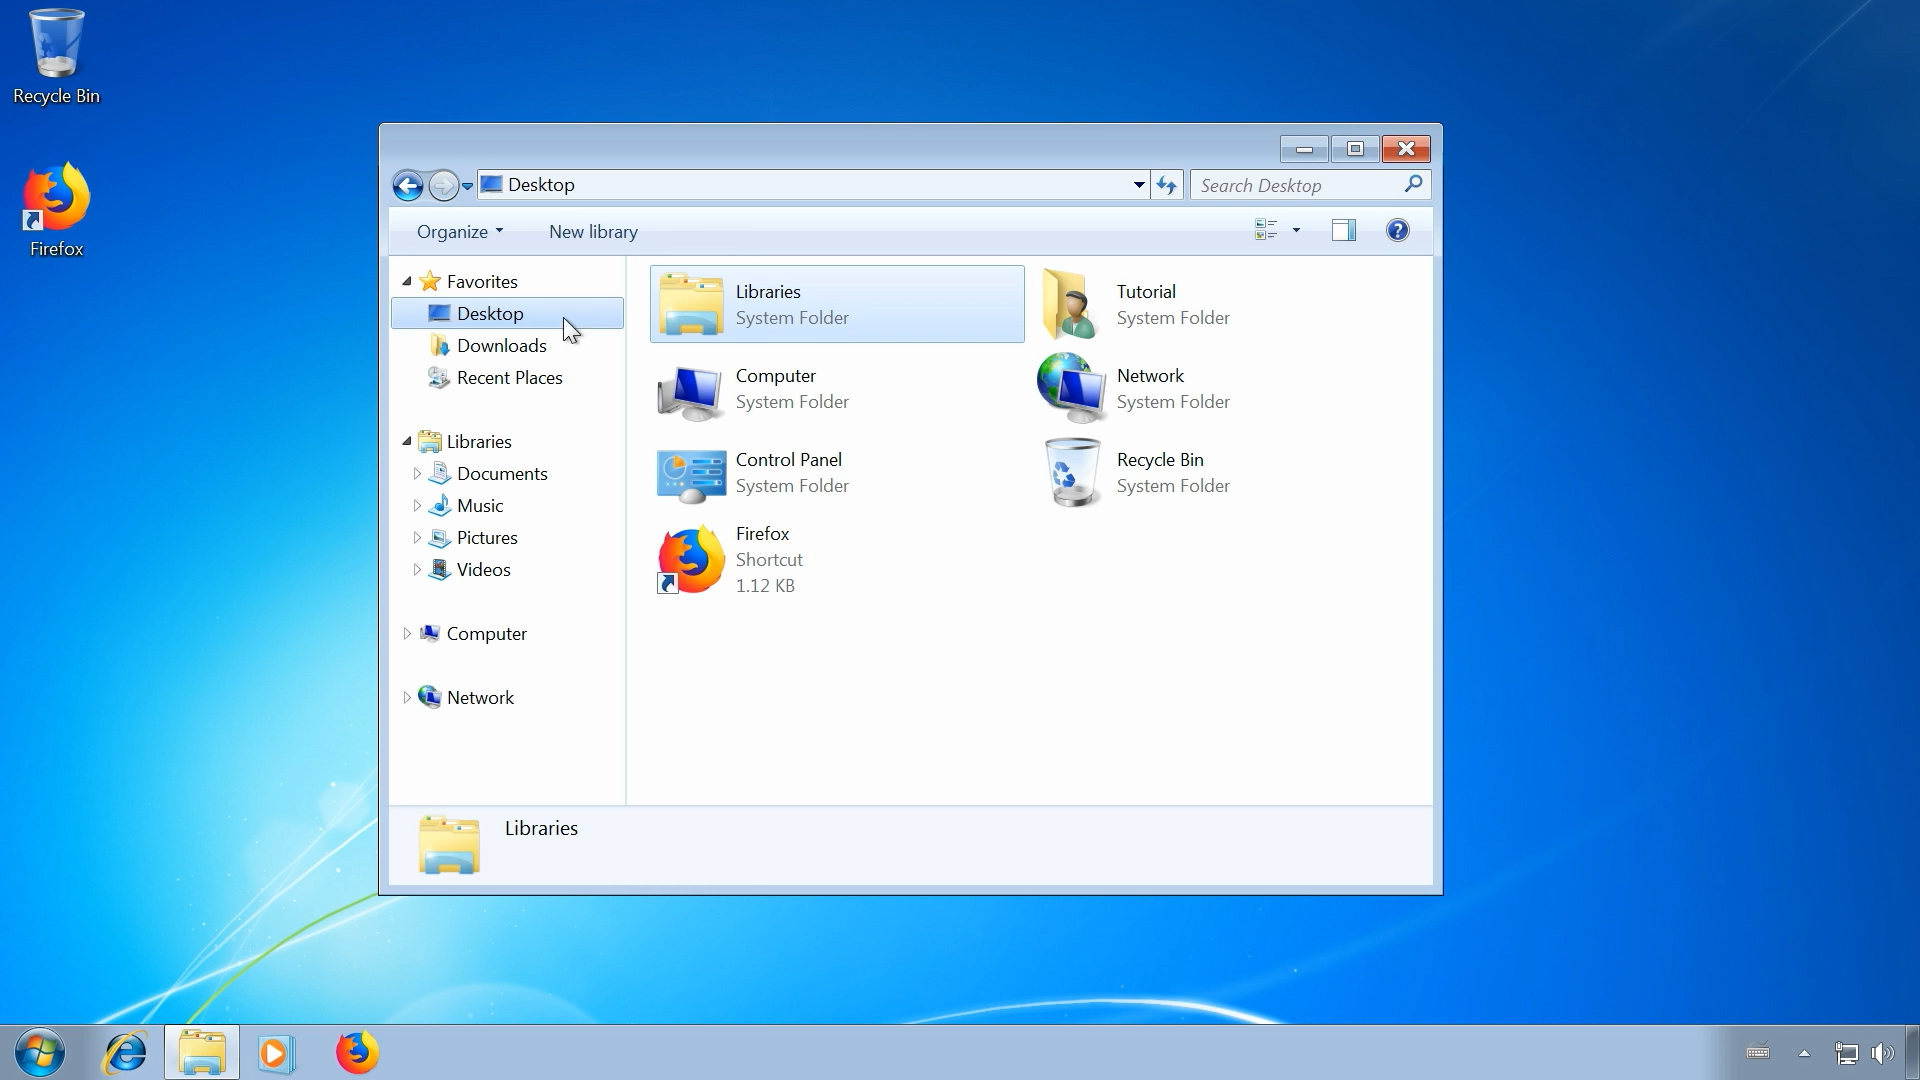 Recycle Bin
Firefox
Desktop
Search Desktop
Organize
New library
Favorites
Desktop
Downloads
Recent Places
Libraries
Documents
Music
Pictures
Videos
Computer
Network
Libraries
System Folder
Tutorial
System Folder
Computer
System Folder
Network
System Folder
Control Panel
System Folder
Recycle Bin
System Folder
Firefox
Shortcut
1.12 KB
Libraries